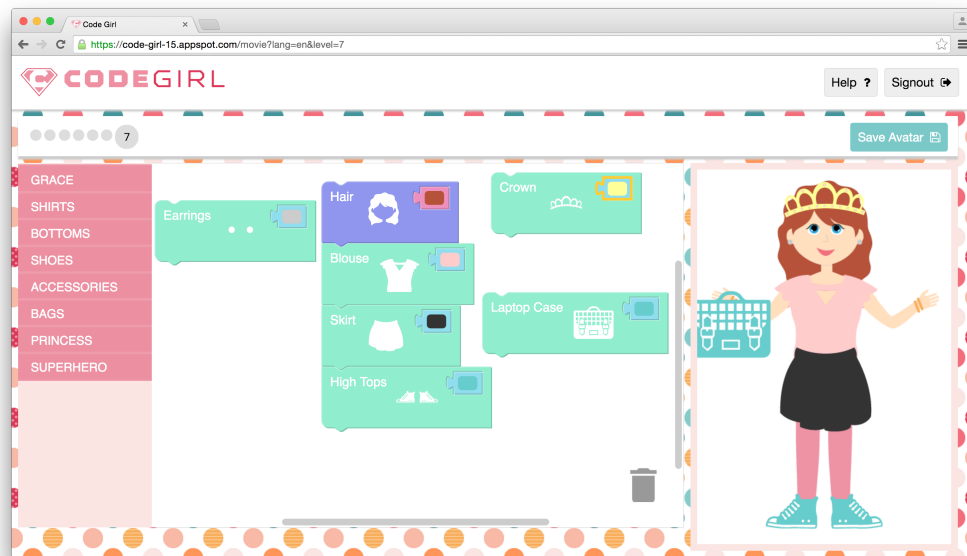 Code Girl
https://code-girl-15.appspot.com/movie?lang=en&level=7
CODEGIRL
Help ?
Signout
7
Save Avatar
GRACE
SHIRTS
BOTTOMS
SHOES
ACCESSORIES
BAGS
PRINCESS
SUPERHERO
Earrings
Hair
Blouse
Skirt
High Tops
Crown
Laptop Case